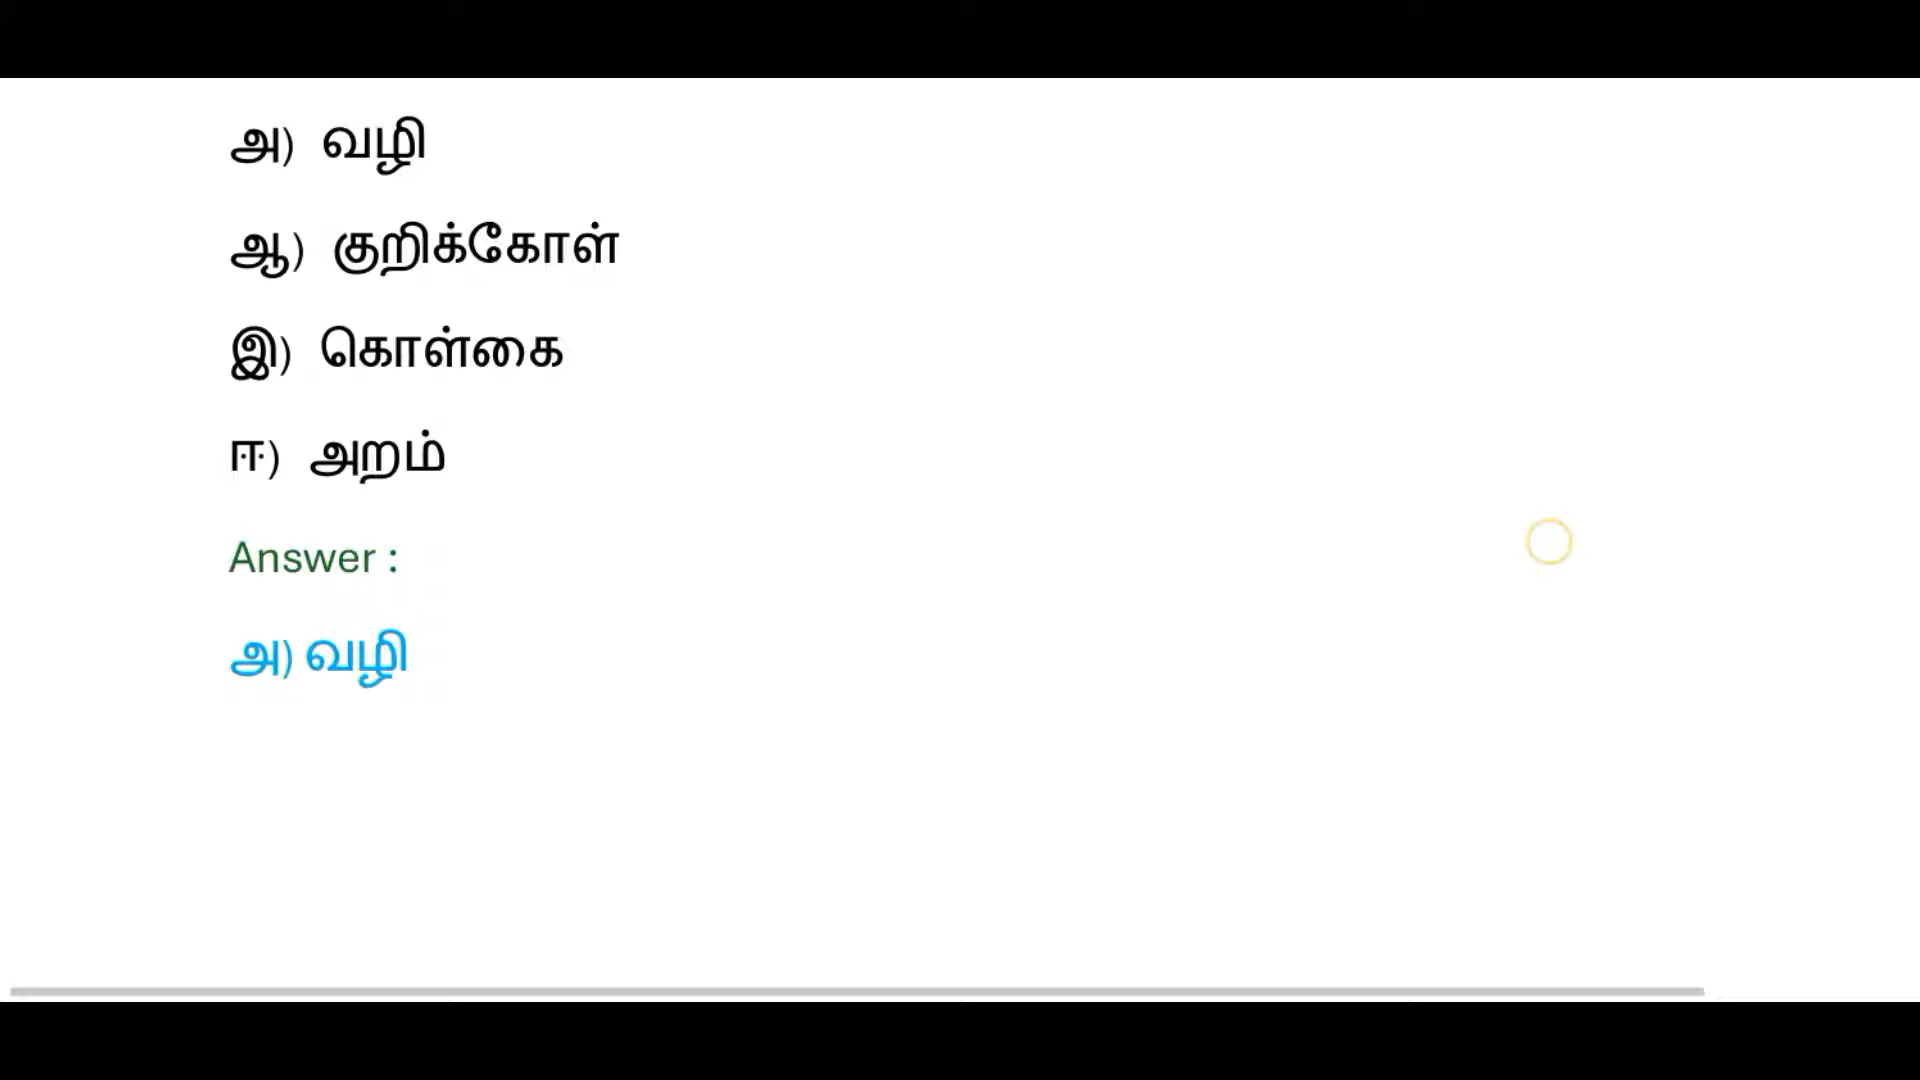 அ) வழி
ஆ) குறிக்கோள்
இ) கொள்கை
ஈ) அறம்
Answer :
அ) வழி